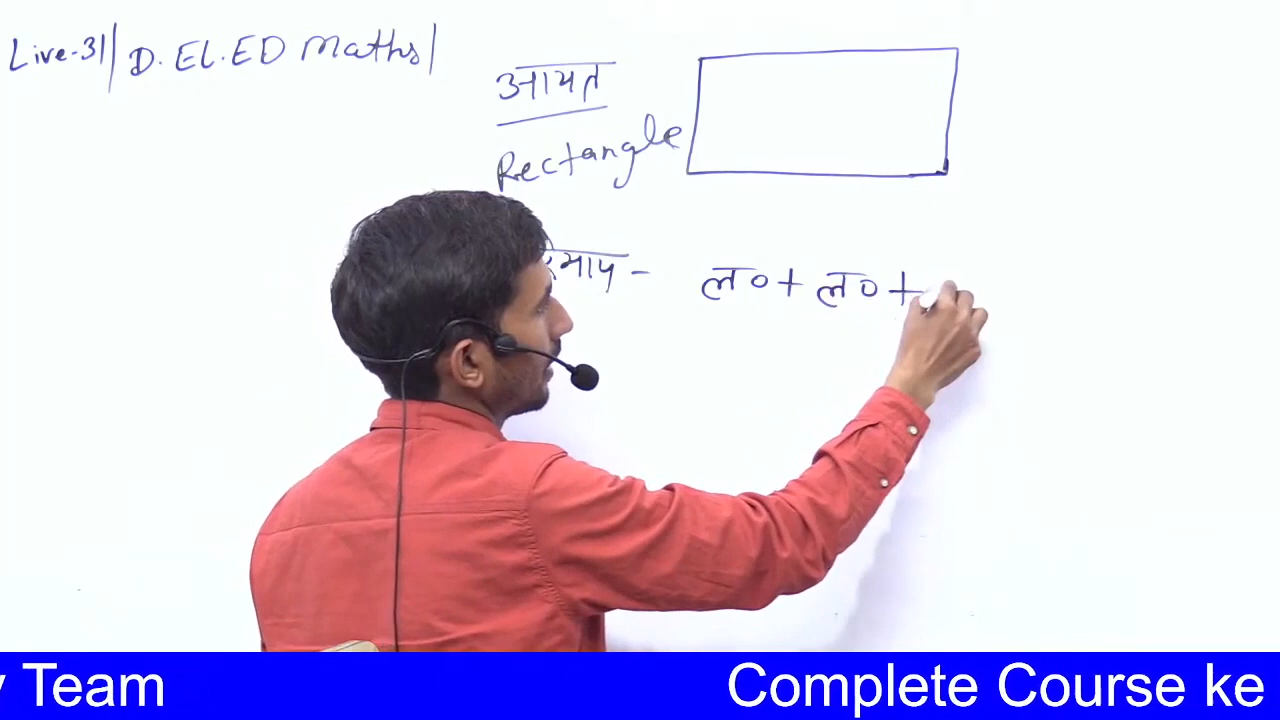 Live-31| D. EL. ED Maths|
आयत
Rectangle
ल० + ल० +
Team Complete Course ke